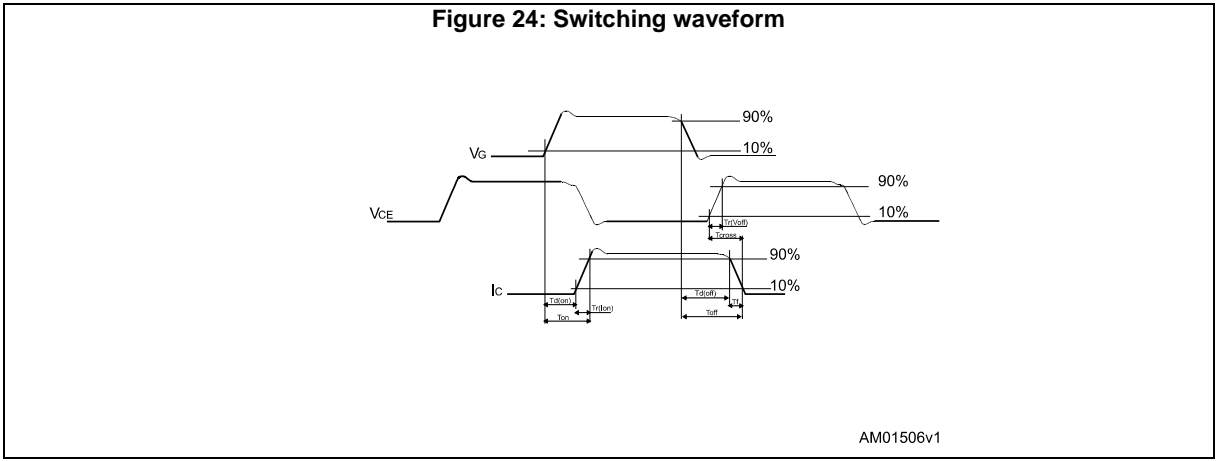 Figure 24: Switching waveform
90%
10%
VG
90%
VCE
10%
Tr(Voff)
Tcross
90%
IC
10%
Td(on)
Td(off)
Tf
Tr(Ion)
Ton
Toff
AM01506v1